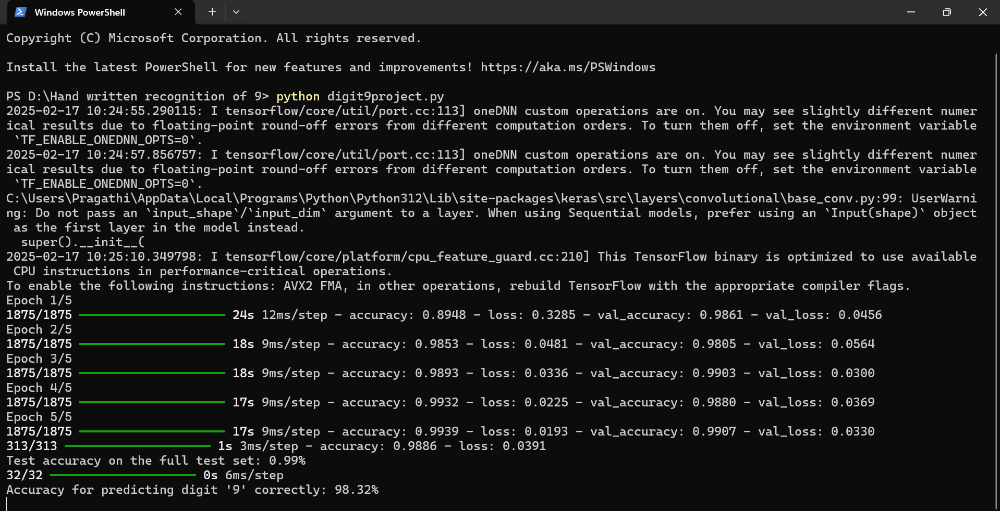 Windows PowerShell
Copyright (C) Microsoft Corporation. All rights reserved.
Install the latest PowerShell for new features and improvements! https://aka.ms/PSWindows
PS D:\Hand written recognition of 9> python digit9project.py
2025-02-17 10:24:55.290115: I tensorflow/core/util/port.cc:113] oneDNN custom operations are on. You may see slightly different numer
ical results due to floating-point round-off errors from different computation orders. To turn them off, set the environment variable
 `TF_ENABLE_ONEDNN_OPTS=0`.
2025-02-17 10:24:57.856757: I tensorflow/core/util/port.cc:113] oneDNN custom operations are on. You may see slightly different numer
ical results due to floating-point round-off errors from different computation orders. To turn them off, set the environment variable
 `TF_ENABLE_ONEDNN_OPTS=0`.
C:\Users\Pragathi\AppData\Local\Programs\Python\Python312\Lib\site-packages\keras\src\layers\convolutional\base_conv.py:99: UserWarni
ng: Do not pass an `input_shape`/`input_dim` argument to a layer. When using Sequential models, prefer using an `Input(shape)` object
 as the first layer in the model instead.
  super().__init__(
2025-02-17 10:25:10.349798: I tensorflow/core/platform/cpu_feature_guard.cc:210] This TensorFlow binary is optimized to use available
 CPU instructions in performance-critical operations.
To enable the following instructions: AVX2 FMA, in other operations, rebuild TensorFlow with the appropriate compiler flags.
Epoch 1/5
1875/1875 ━━━━━━━━━━━━━━━━━━━━ 24s 12ms/step - accuracy: 0.8948 - loss: 0.3285 - val_accuracy: 0.9861 - val_loss: 0.0456
Epoch 2/5
1875/1875 ━━━━━━━━━━━━━━━━━━━━ 18s 9ms/step - accuracy: 0.9853 - loss: 0.0481 - val_accuracy: 0.9805 - val_loss: 0.0564
Epoch 3/5
1875/1875 ━━━━━━━━━━━━━━━━━━━━ 18s 9ms/step - accuracy: 0.9893 - loss: 0.0336 - val_accuracy: 0.9903 - val_loss: 0.0300
Epoch 4/5
1875/1875 ━━━━━━━━━━━━━━━━━━━━ 17s 9ms/step - accuracy: 0.9932 - loss: 0.0225 - val_accuracy: 0.9880 - val_loss: 0.0369
Epoch 5/5
1875/1875 ━━━━━━━━━━━━━━━━━━━━ 17s 9ms/step - accuracy: 0.9939 - loss: 0.0193 - val_accuracy: 0.9907 - val_loss: 0.0330
313/313 ━━━━━━━━━━━━━━━━━━━━ 1s 3ms/step - accuracy: 0.9886 - loss: 0.0391
Test accuracy on the full test set: 0.99%
32/32 ━━━━━━━━━━━━━━━━━━━━ 0s 6ms/step
Accuracy for predicting digit '9' correctly: 98.32%